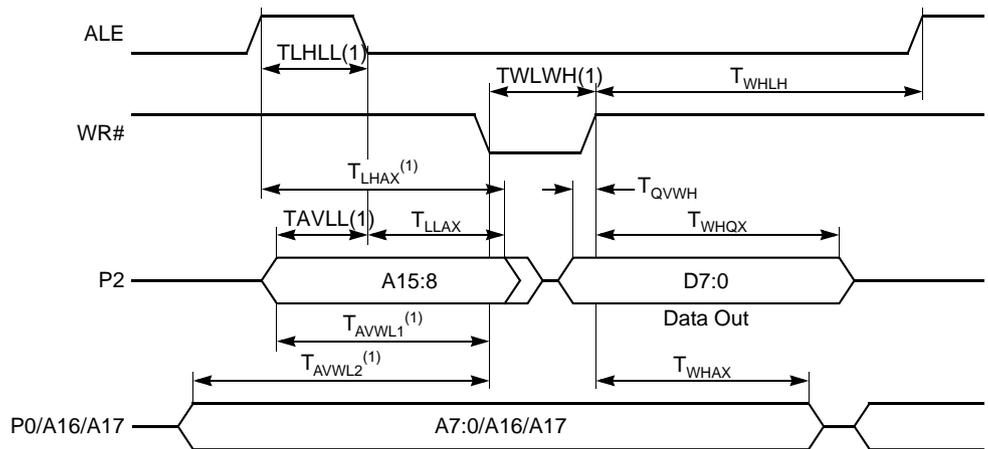 ALE
TLHLL(1)
TWLWH(1)
TWHLH
WR#
TLHAX(1)
TQVWH
TAVLL(1)
TLLAX
TWHQX
P2
A15:8
D7:0
Data Out
TAVWL1(1)
TAVWL2(1)
TWHAX
P0/A16/A17
A7:0/A16/A17